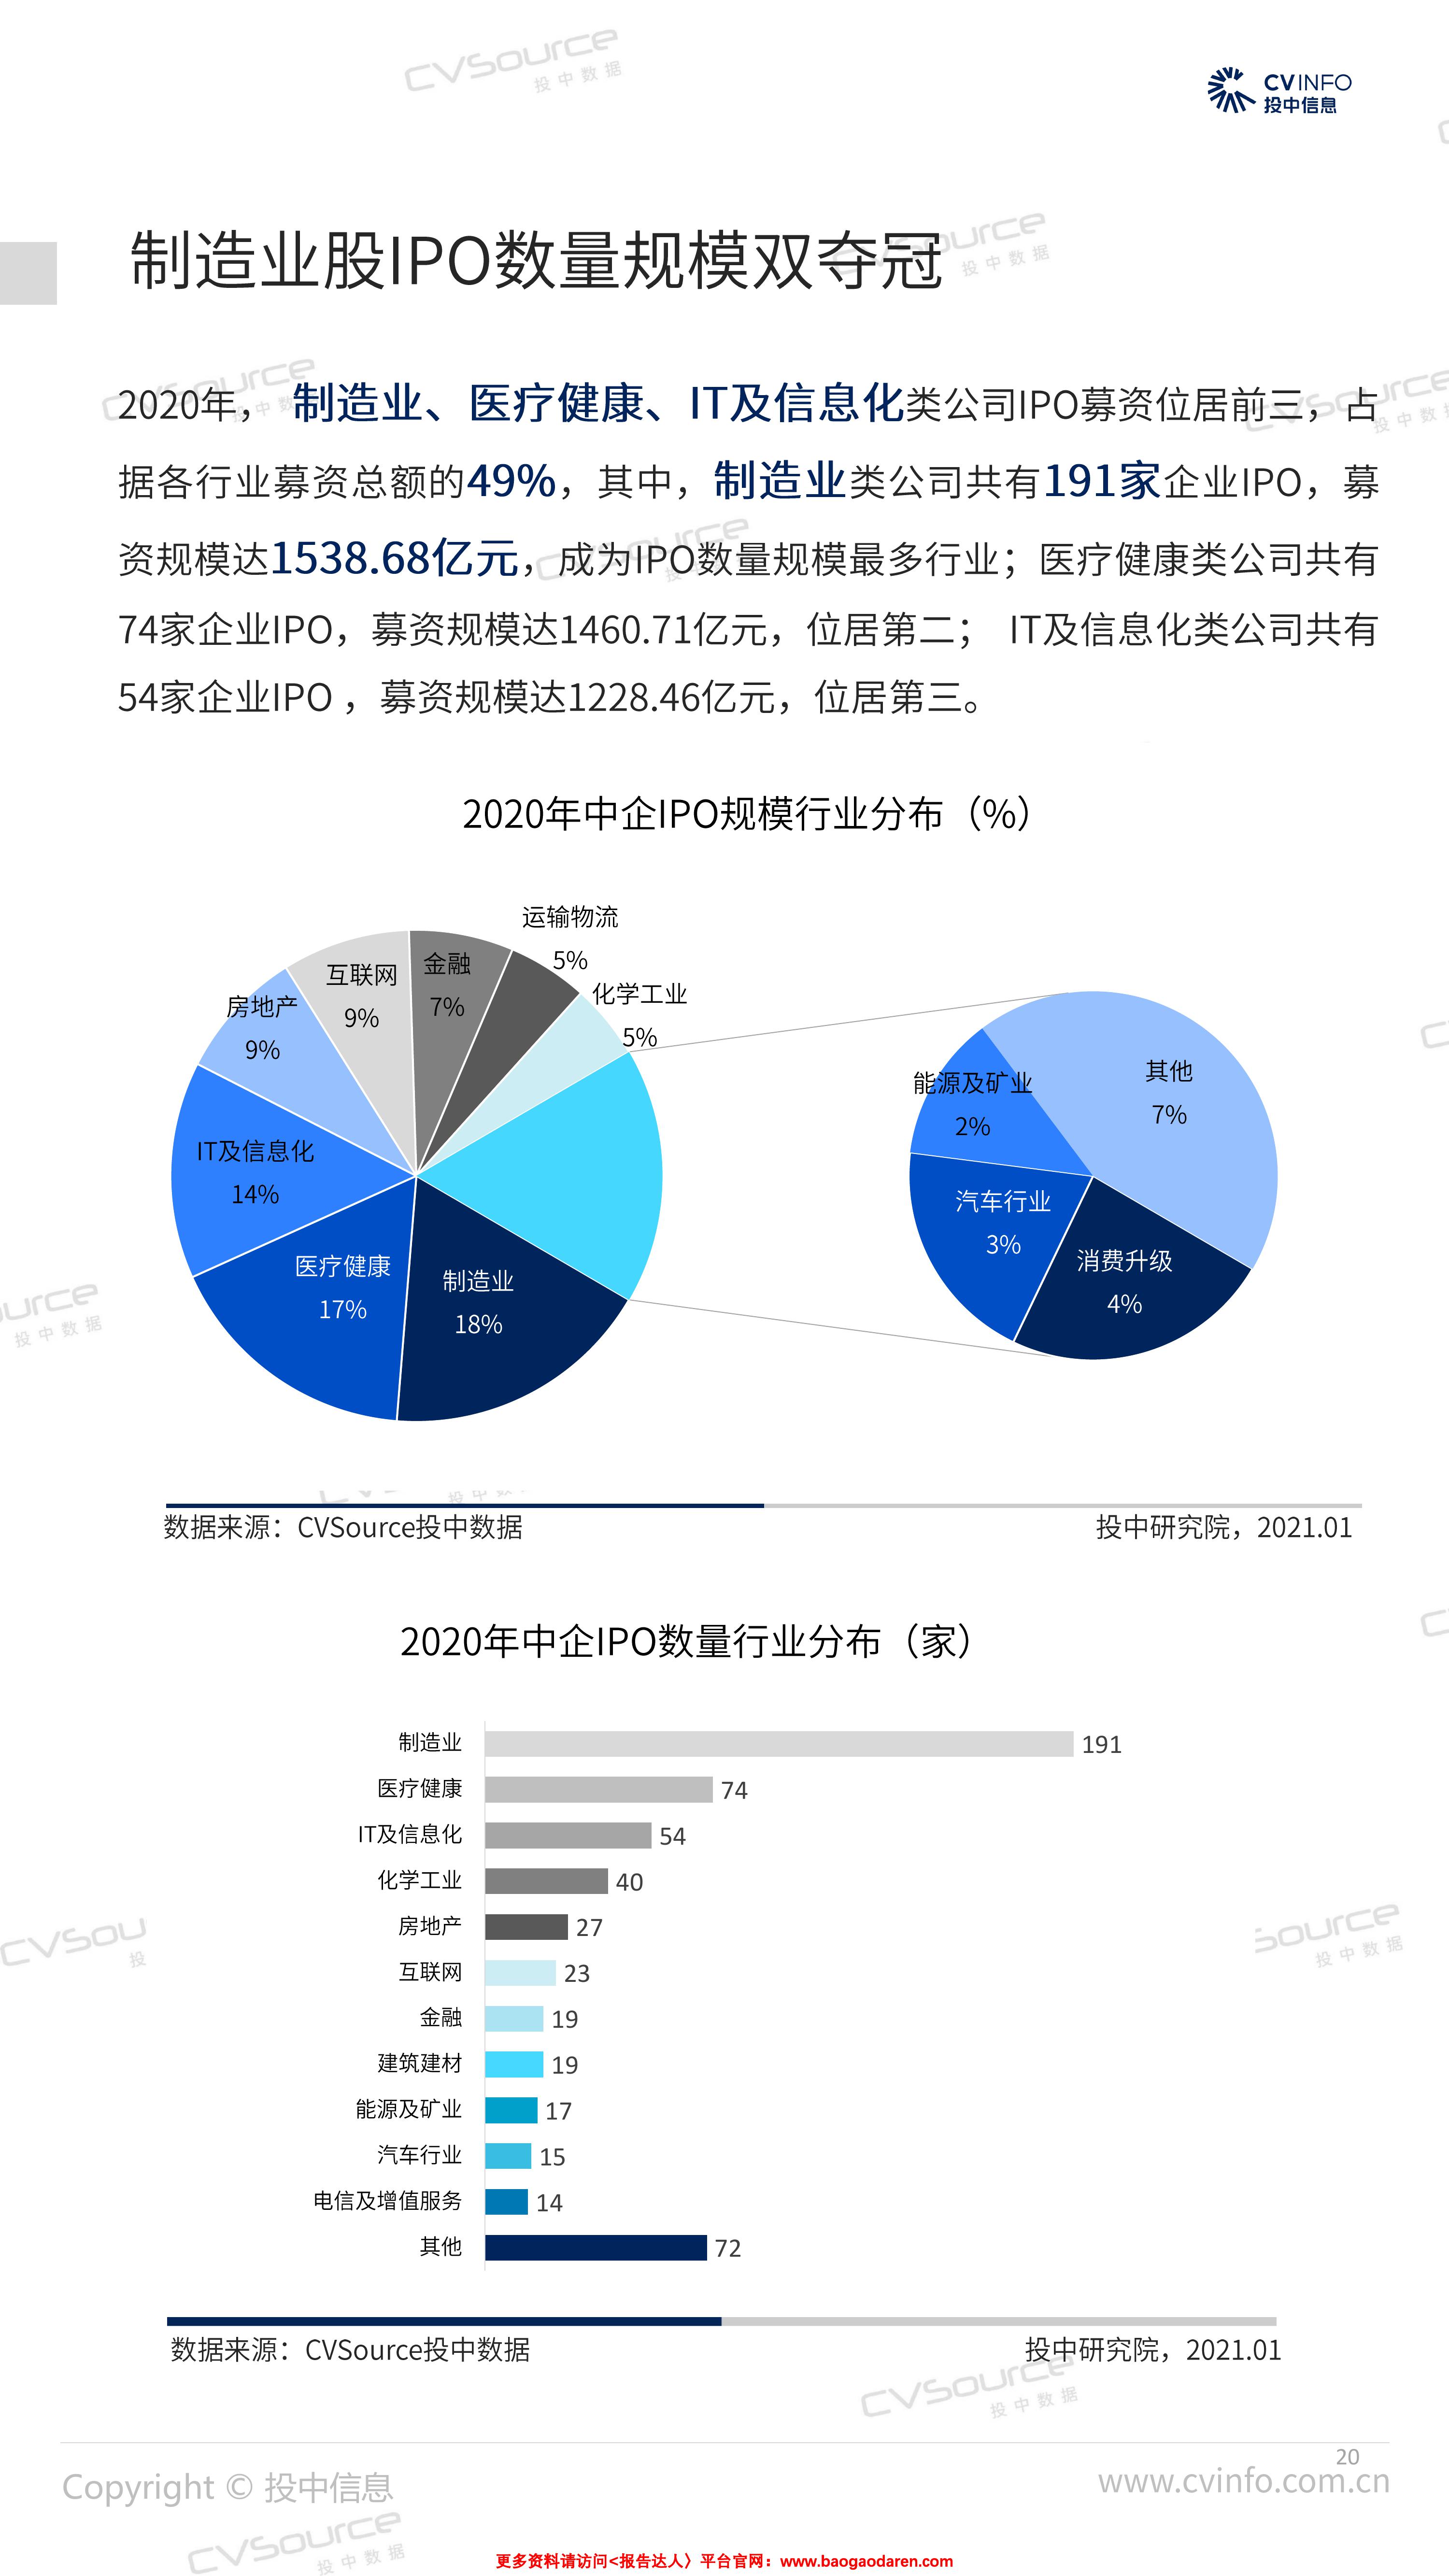 CVSource
投中数据
CVINFO
投中信息
制造业股IPO数量规模双夺冠
2020年， 制造业、医疗健康、IT及信息化类公司IPO募资位居前三，占
据各行业募资总额的49%，其中，制造业类公司共有191家企业IPO，募
资规模达1538.68亿元，成为IPO数量规模最多行业；医疗健康类公司共有
74家企业IPO，募资规模达1460.71亿元，位居第二； IT及信息化类公司共有
54家企业IPO ，募资规模达1228.46亿元，位居第三。
2020年中企IPO规模行业分布（%）
运输物流
5%
化学工业
5%
金融
7%
互联网
9%
房地产
9%
IT及信息化
14%
医疗健康
17%
制造业
18%
其他
7%
能源及矿业
2%
汽车行业
3%
消费升级
4%
数据来源：CVSource投中数据
投中研究院，2021.01
2020年中企IPO数量行业分布（家）
制造业 191
医疗健康 74
IT及信息化 54
化学工业 40
房地产 27
互联网 23
金融 19
建筑建材 19
能源及矿业 17
汽车行业 15
电信及增值服务 14
其他 72
数据来源：CVSource投中数据
投中研究院，2021.01
CVSource
投中数据
20
Copyright © 投中信息
www.cvinfo.com.cn
CVSource
投中数据
更多资料请访问<报告达人〉平台官网：www.baogaodaren.com